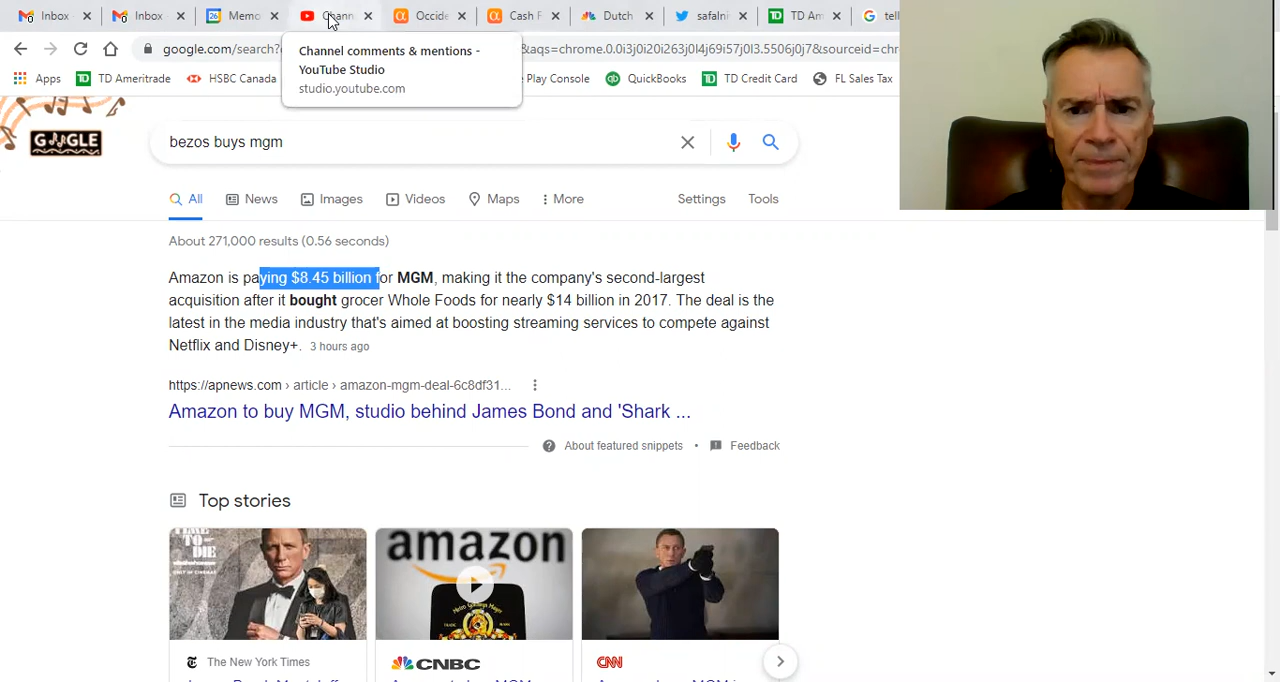 Inbox
Inbox
26 Memo
Chann
Occide
Cash F
Dutch
safalni
TD Am
G tell
google.com/search?
&aqs=chrome.0.0i3j0i20i263j0l4j69i57j0l3.5506j0j7&sourceid=chr
Channel comments & mentions -
YouTube Studio
studio.youtube.com
Apps
TD Ameritrade
HSBC Canada
Play Console
QuickBooks
TD Credit Card
FL Sales Tax
GOOGLE
bezos buys mgm
All
News
Images
Videos
Maps
More
Settings
Tools
About 271,000 results (0.56 seconds)
Amazon is paying $8.45 billion for MGM, making it the company's second-largest
acquisition after it bought grocer Whole Foods for nearly $14 billion in 2017. The deal is the
latest in the media industry that's aimed at boosting streaming services to compete against
Netflix and Disney+. 3 hours ago
https://apnews.com › article › amazon-mgm-deal-6c8df31...
Amazon to buy MGM, studio behind James Bond and 'Shark ...
About featured snippets • Feedback
Top stories
TO DIE
amazon
The New York Times
CNBC
CNN